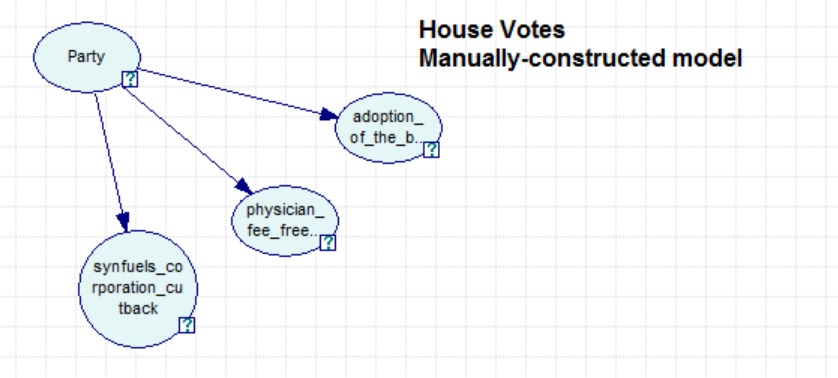 House Votes
Manually-constructed model
Party
?
adoption_
of_the_b...
?
physician_
fee_free...
?
synfuels_co
rporation_cu
tback
?